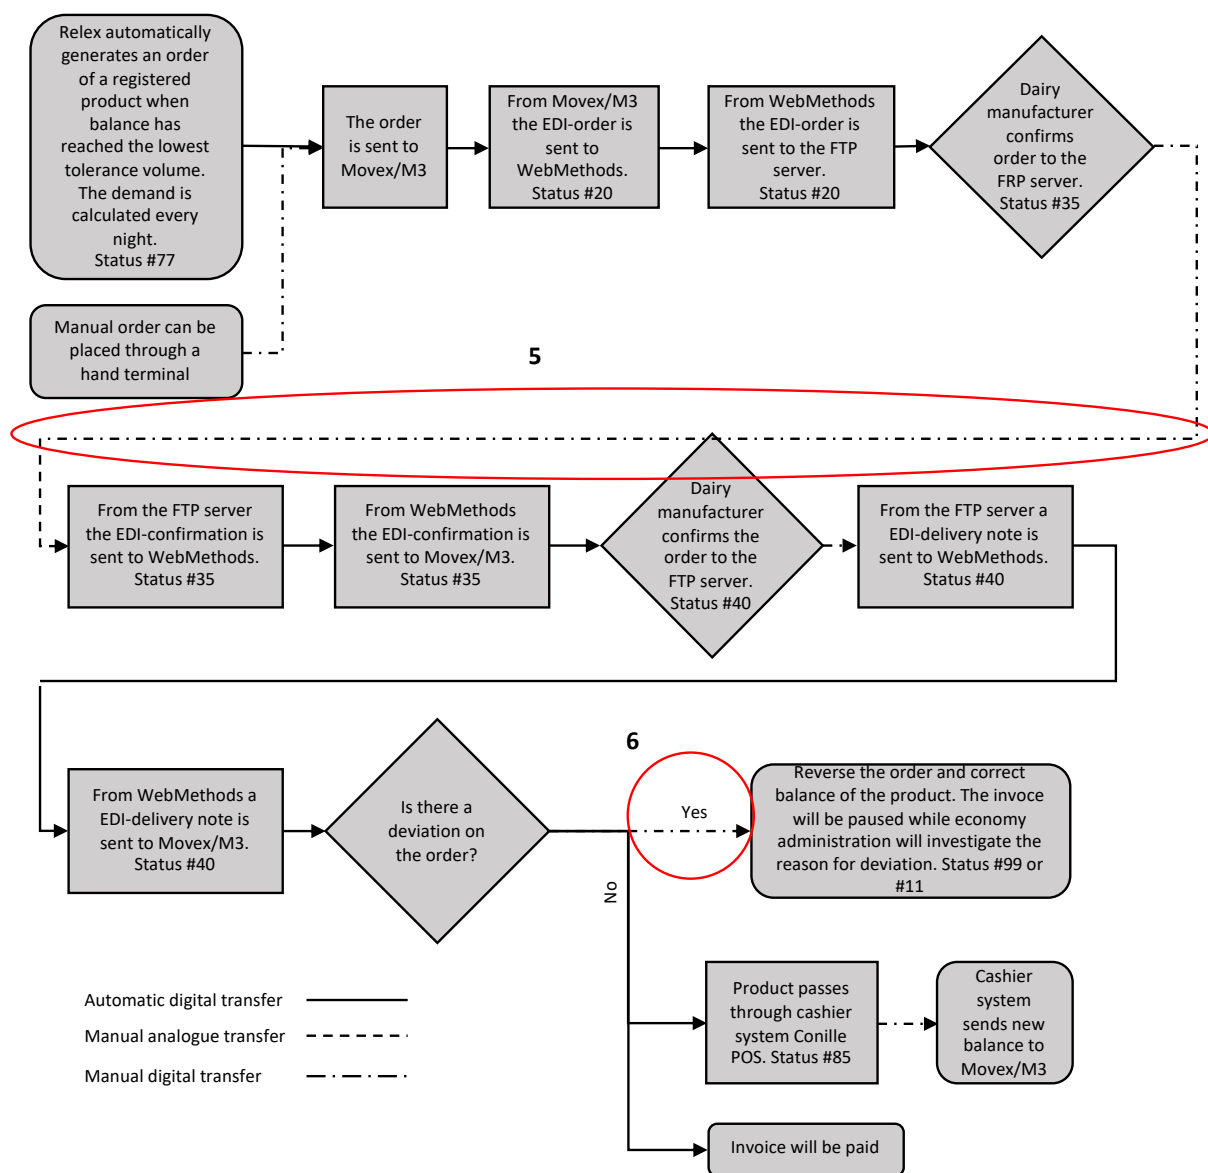 Relex automatically
generates an order
of a registered
product when
balance has
reached the lowest
tolerance volume.
The demand is
calculated every
night.
Status #77
The order
is sent to
Movex/M3
From Movex/M3
the EDI-order is
sent to
WebMethods.
Status #20
From WebMethods
the EDI-order is
sent to the FTP
server.
Status #20
Dairy
manufacturer
confirms
order to the
FRP server.
Status #35
Manual order can be
placed through a
hand terminal
5
From the FTP server
the EDI-confirmation is
sent to WebMethods.
Status #35
From WebMethods
the EDI-confirmation is
sent to Movex/M3.
Status #35
Dairy
manufacturer
confirms the
order to the
FTP server.
Status #40
From the FTP server a
EDI-delivery note is
sent to WebMethods.
Status #40
From WebMethods a
EDI-delivery note is
sent to Movex/M3.
Status #40
Is there a
deviation on
the order?
6
Yes
Reverse the order and correct
balance of the product. The invoce
will be paused while economy
administration will investigate the
reason for deviation. Status #99 or
#11
No
Product passes
through cashier
system Conille
POS. Status #85
Cashier
system
sends new
balance to
Movex/M3
Invoice will be paid
Automatic digital transfer
Manual analogue transfer
Manual digital transfer